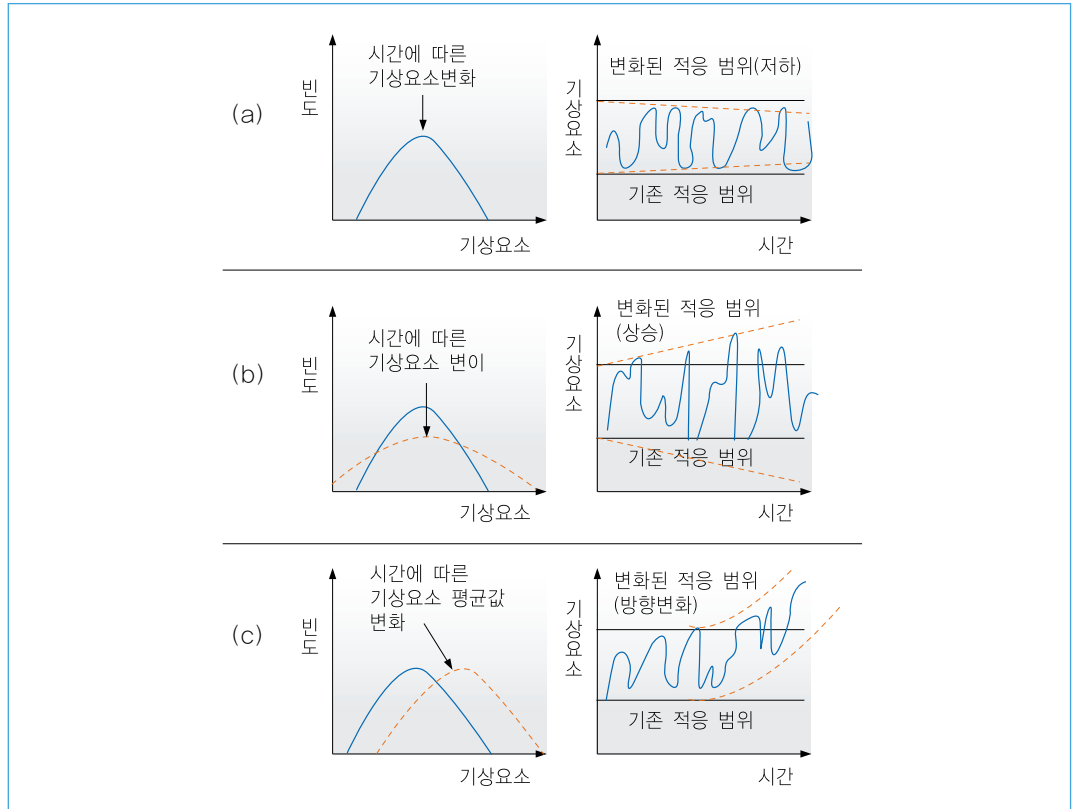 (a)
빈도
시간에 따른
기상요소변화
기상요소
기상요소
변화된 적응 범위(저하)
기존 적응 범위
시간
(b)
빈도
시간에 따른
기상요소 변이
기상요소
기상요소
변화된 적응 범위
(상승)
기존 적응 범위
시간
(c)
빈도
시간에 따른
기상요소 평균값
변화
기상요소
기상요소
변화된 적응 범위
(방향변화)
기존 적응 범위
시간